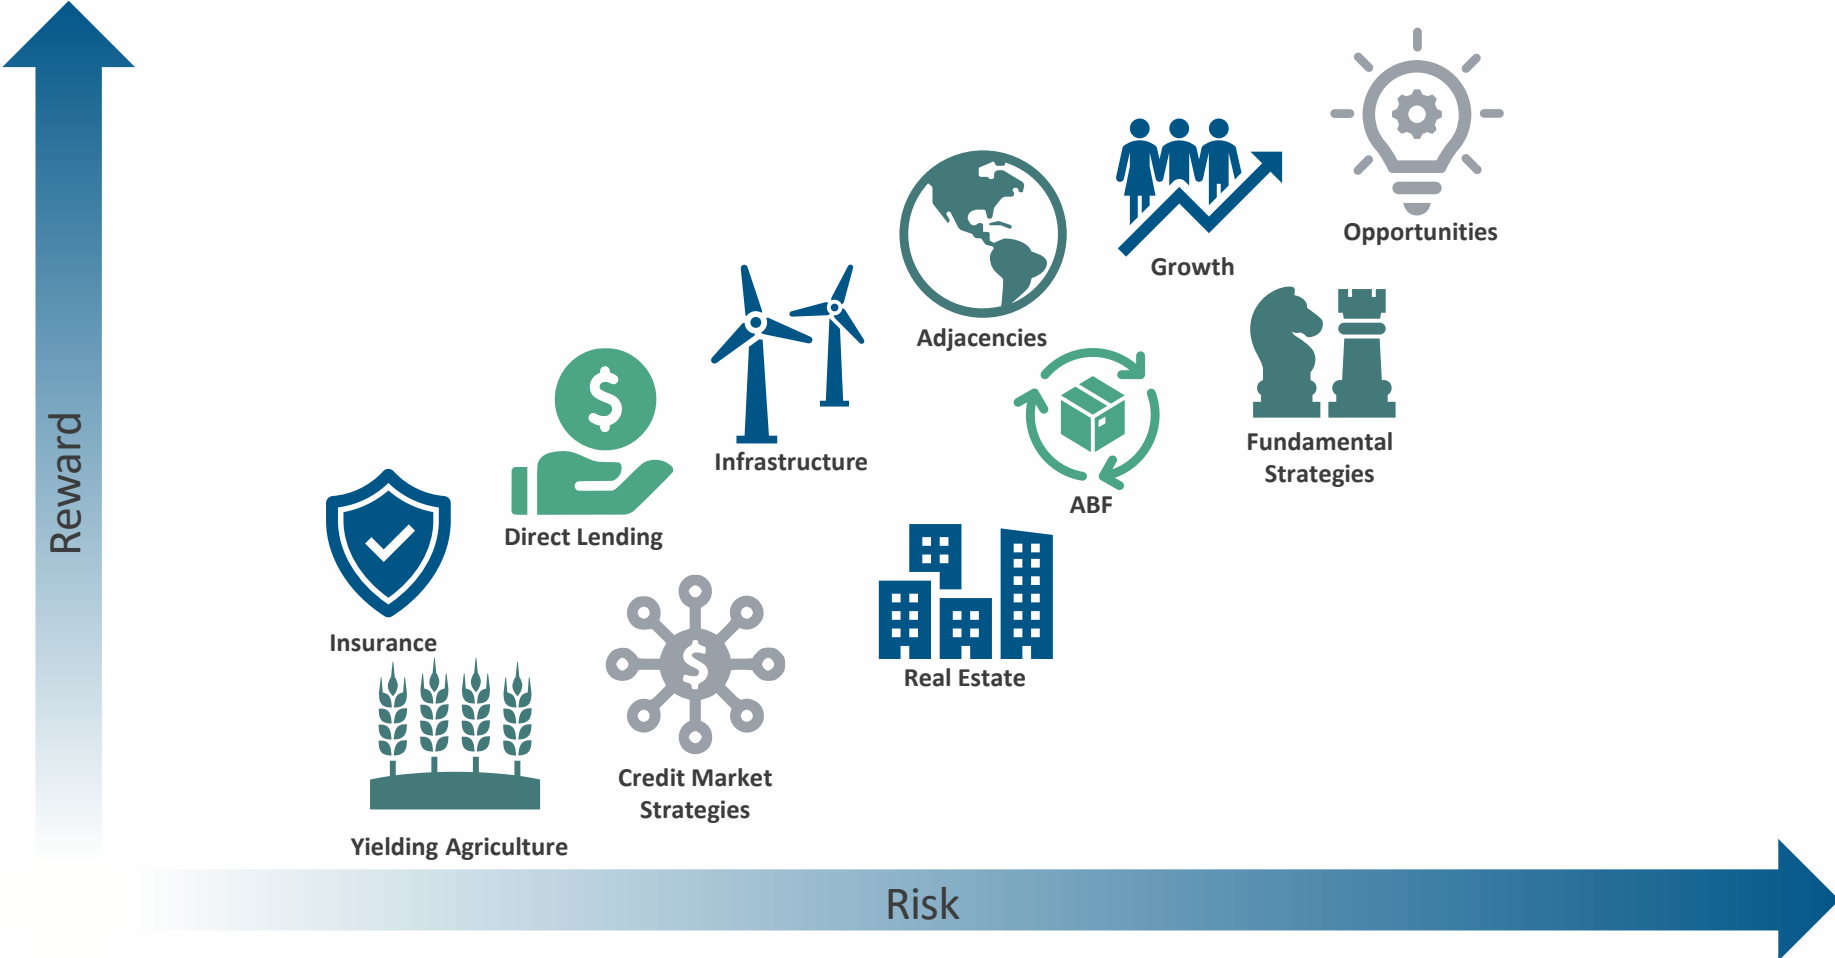 Reward
Opportunities
Growth
Adjacencies
Fundamental
Strategies
Infrastructure
ABF
Direct Lending
Insurance
Real Estate
Credit Market
Strategies
Yielding Agriculture
Risk